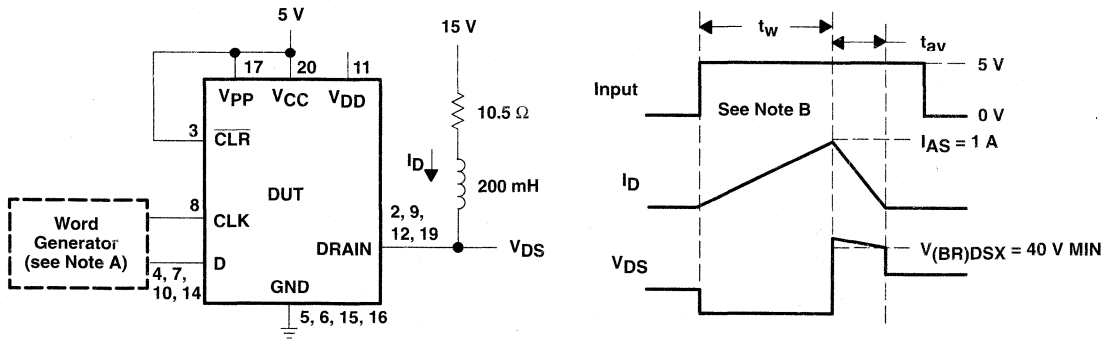 5 V
15 V
17
20
11
VPP
VCC
VDD
3
CLR
10.5 Ω
ID
200 mH
DUT
8
CLK
2, 9,
12, 19
Word
Generator
(see Note A)
DRAIN
VDS
D
4, 7,
10, 14
GND
5, 6, 15, 16
tw
tav
5 V
Input
See Note B
0 V
IAS = 1 A
ID
V(BR)DSX = 40 V MIN
VDS